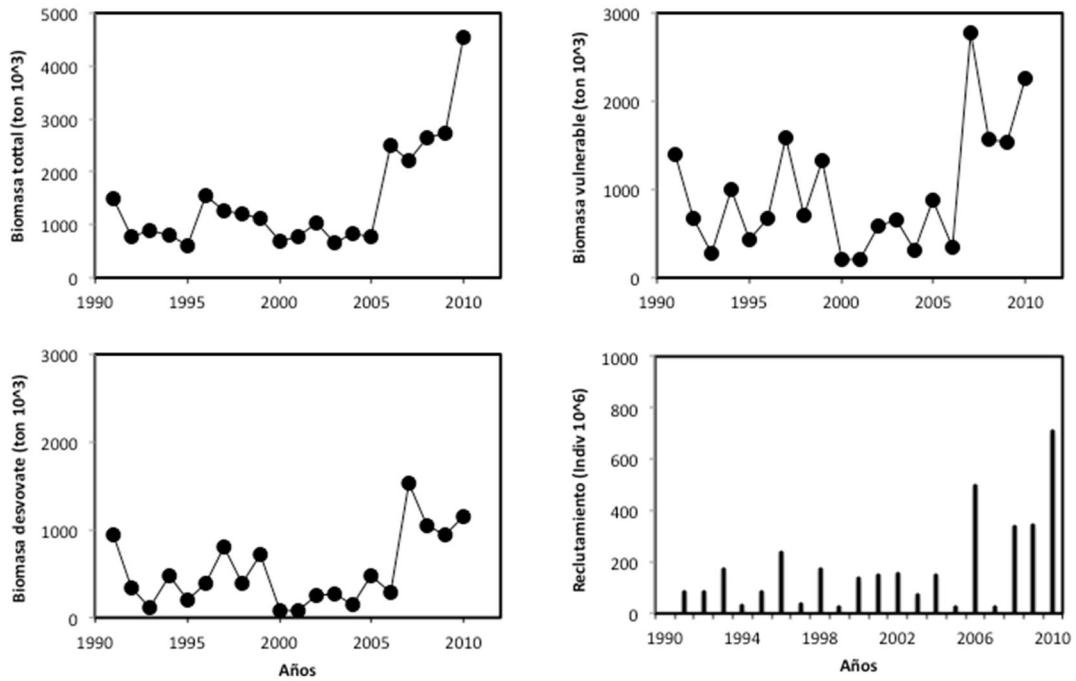 Biomasa tottal (ton 10^3)
5000
4000
3000
2000
1000
0
1990 1995 2000 2005 2010
Biomasa vulnerable (ton 10^3)
3000
2000
1000
0
1990 1995 2000 2005 2010
Biomasa desvovate (ton 10^3)
3000
2000
1000
0
1990 1995 2000 2005 2010
Años
Reclutamiento (Indiv 10^6)
1000
800
600
400
200
0
1990 1994 1998 2002 2006 2010
Años